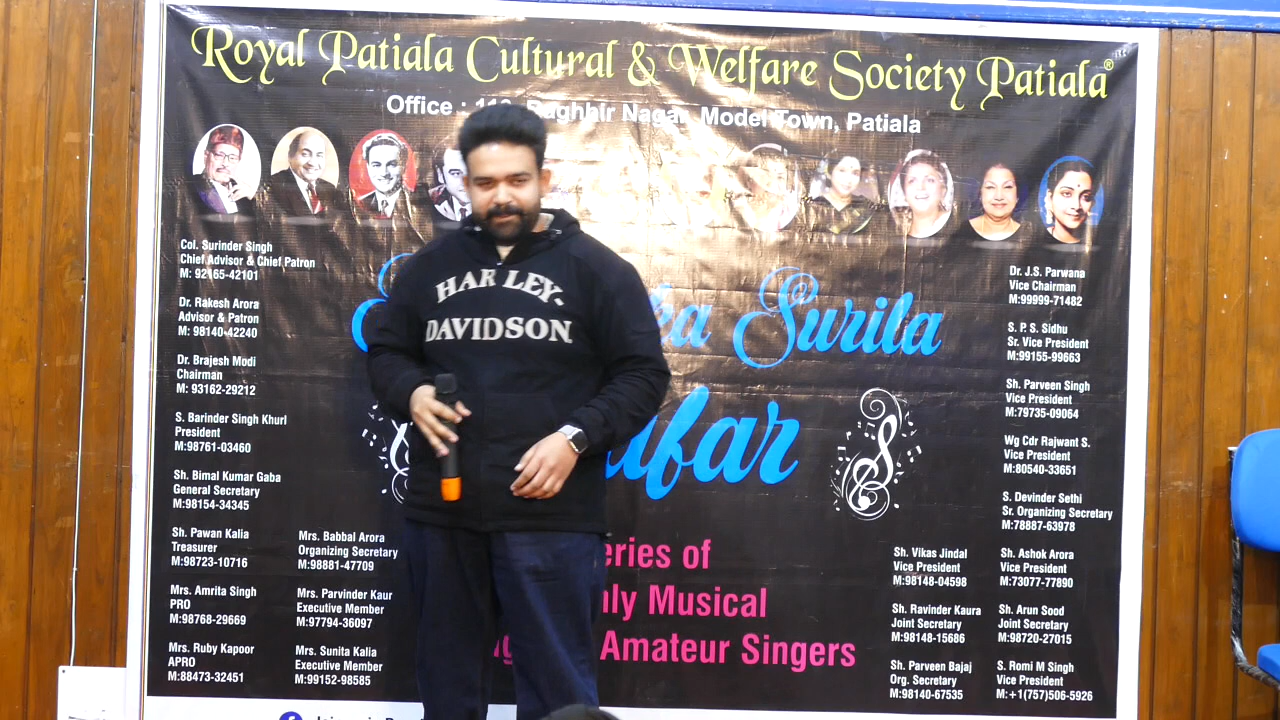 Royal Patiala Cultural & Welfare Society Patiala®
Office : Raghbir Nagar, Model Town, Patiala
Col. Surinder Singh
Chief Advisor & Chief Patron
M: 92165-42101
Dr. Rakesh Arora
Advisor & Patron
M: 98140-42240
Dr. Brajesh Modi
Chairman
M: 93162-29212
S. Barinder Singh Khurl
President
M:98761-03460
Sh. Bimal Kumar Gaba
General Secretary
M:98154-34345
Sh. Pawan Kalia
Treasurer
M:98723-10716
Mrs. Amrita Singh
PRO
M:98768-29669
Mrs. Ruby Kapoor
APRO
M:88473-32451
Mrs. Babbal Arora
Organizing Secretary
M:98881-47709
Mrs. Parvinder Kaur
Executive Member
M:97794-36097
Mrs. Sunita Kalia
Executive Member
M:99152-98585
HARLEY-
DAVIDSON
Surila
Musical
Amateur Singers
Dr. J.S. Parwana
Vice Chairman
M:99999-71482
S. P. S. Sidhu
Sr. Vice President
M:99155-99663
Sh. Parveen Singh
Vice President
M:79735-09064
Wg Cdr Rajwant S.
Vice President
M:80540-33651
S. Devinder Sethi
Sr. Organizing Secretary
M:78887-63978
Sh. Vikas Jindal
Vice President
M:98148-04598
Sh. Ravinder Kaura
Joint Secretary
M:98148-15686
Sh. Parveen Bajaj
Org. Secretary
M:98140-67535
Sh. Ashok Arora
Vice President
M:73077-77890
Sh. Arun Sood
Joint Secretary
M:98720-27015
S. Romi M Singh
Vice President
M:+1(757)506-5926